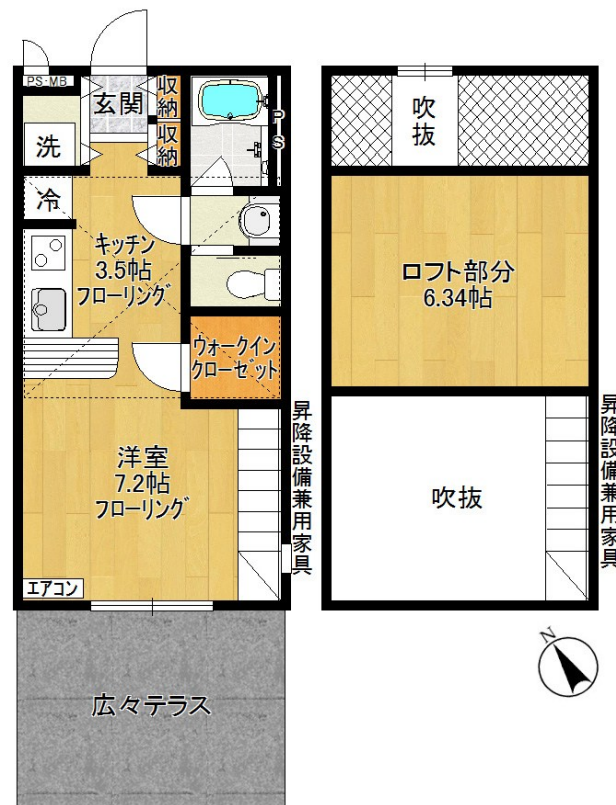 PS・MB
玄関
収納
収納
PS
洗
冷
キッチン
3.5帖
フローリング
ウォークイン
クローゼット
洋室
7.2帖
フローリング
エアコン
昇降設備兼用家具
広々テラス
吹抜
ロフト部分
6.34帖
吹抜
昇降設備兼用家具
N